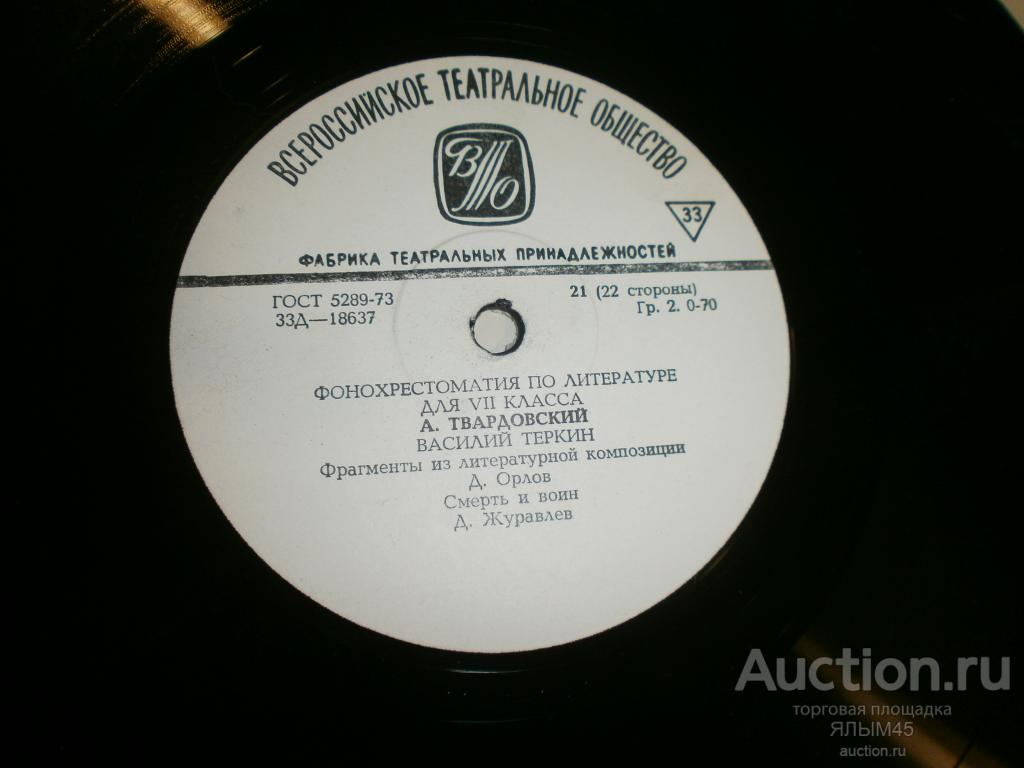 ВСЕРОССИЙСКОЕ ТЕАТРАЛЬНОЕ ОБЩЕСТВО
ВТО
33
ФАБРИКА ТЕАТРАЛЬНЫХ ПРИНАДЛЕЖНОСТЕЙ
ГОСТ 5289-73
21 (22 стороны)
33Д—18637
Гр. 2. 0-70
ФОНОХРЕСТОМАТИЯ ПО ЛИТЕРАТУРЕ
ДЛЯ VII КЛАССА
А. ТВАРДОВСКИЙ
ВАСИЛИЙ ТЕРКИН
Фрагменты из литературной композиции
Д. Орлов
Смерть и воин
Д. Журавлев
Auction.ru
торговая площадка
ЯЛЫМ45
auction.ru